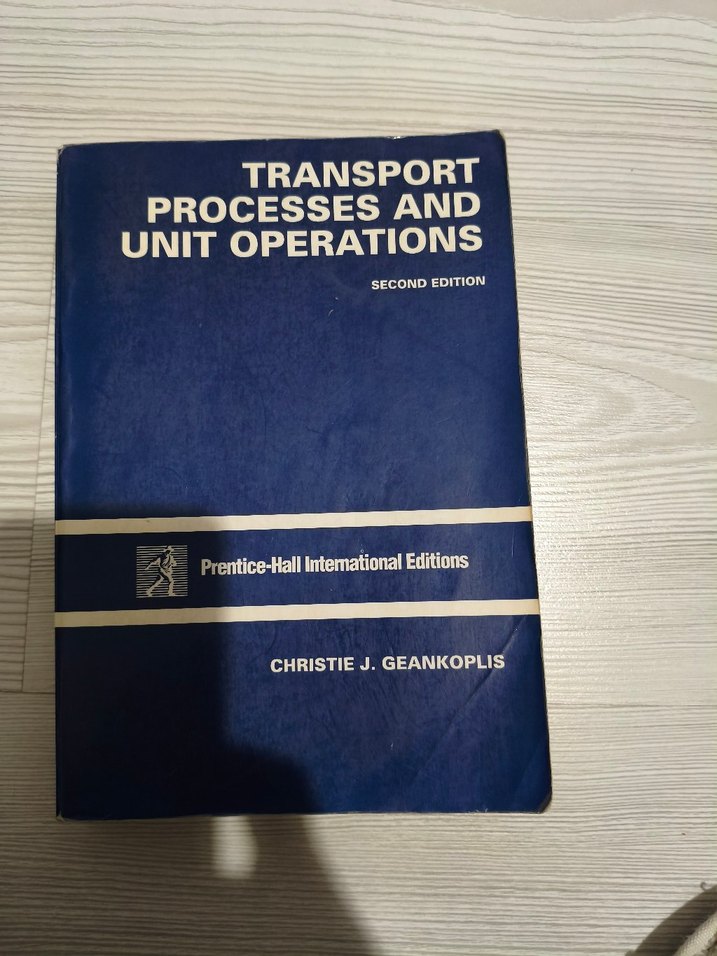 TRANSPORT
PROCESSES AND
UNIT OPERATIONS
SECOND EDITION
Prentice-Hall International Editions
CHRISTIE J. GEANKOPLIS